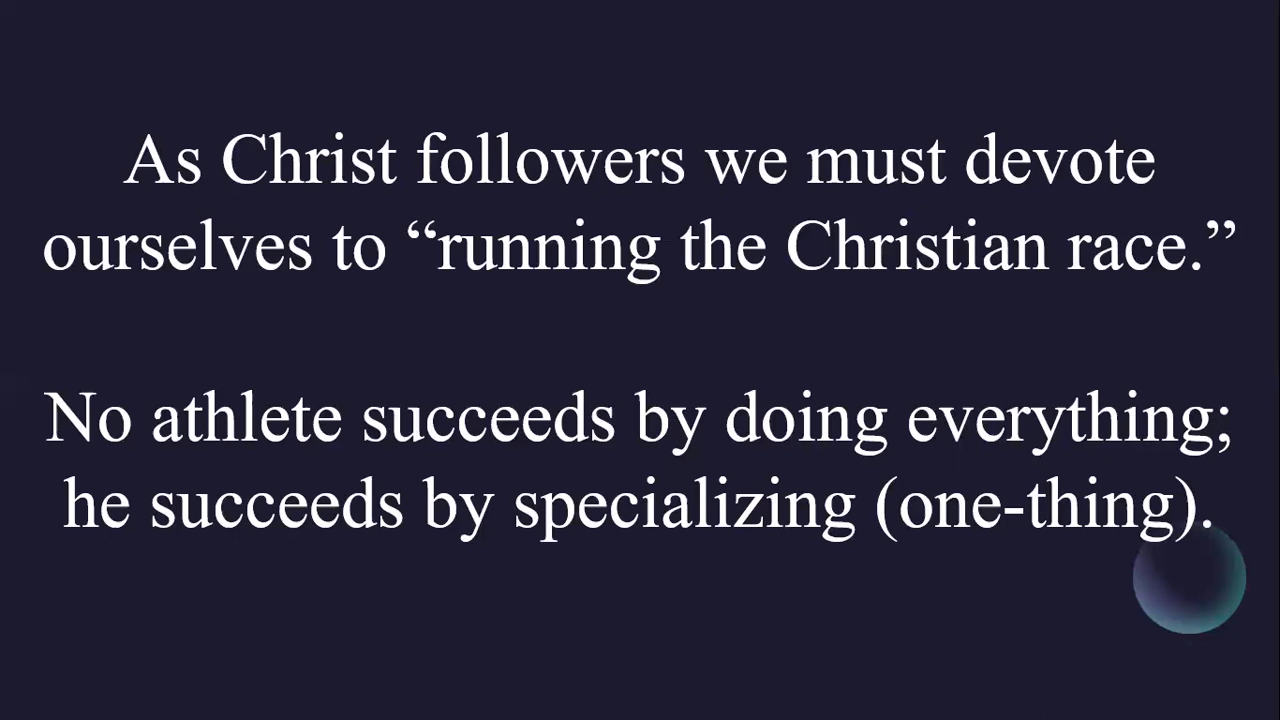 As Christ followers we must devote
ourselves to “running the Christian race.”
No athlete succeeds by doing everything;
he succeeds by specializing (one-thing).